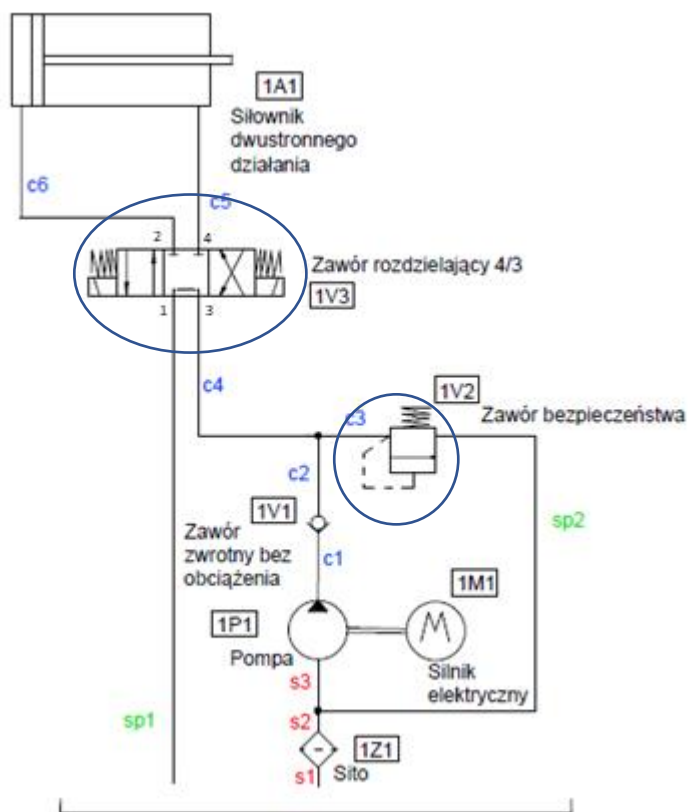 1A1
Siłownik
dwustronnego
działania
c6
c5
2
4
Zawór rozdzielający 4/3
1
3
1V3
c4
1V2
c3
Zawór bezpieczeństwa
c2
1V1
Zawór
zwrotny bez
obciążenia
sp2
c1
1M1
1P1
M
Pompa
Silnik
elektryczny
s3
sp1
s2
1Z1
s1
Sito